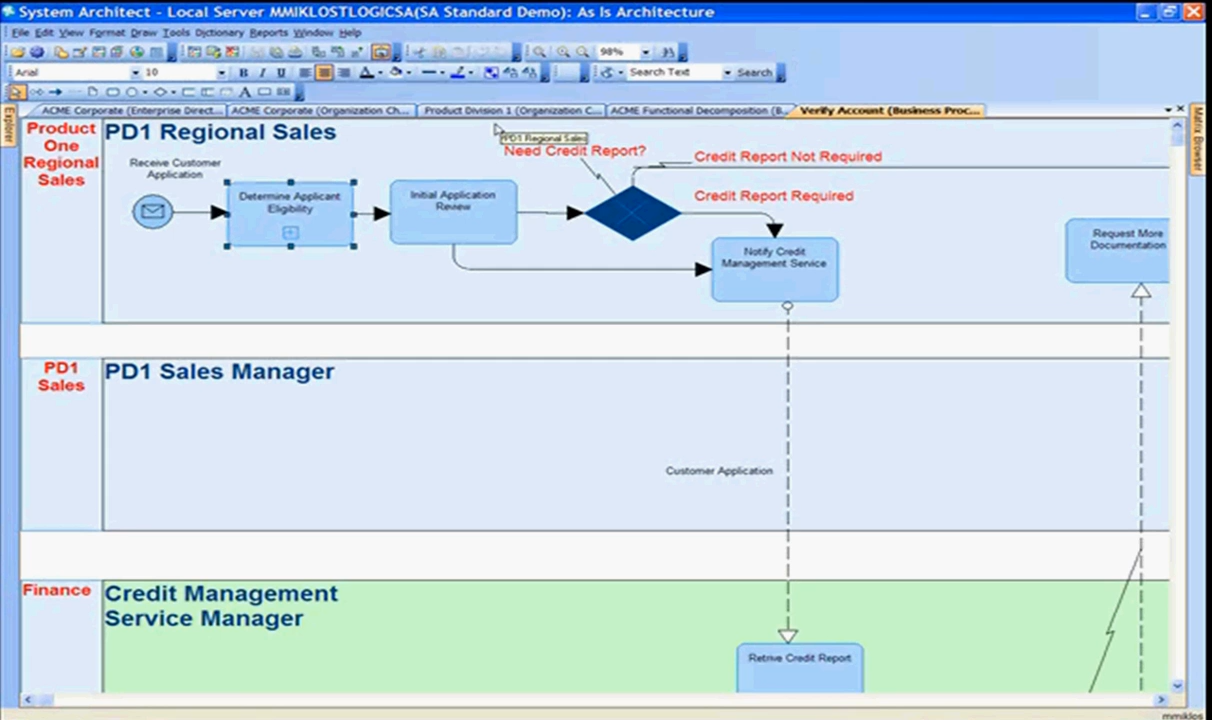 System Architect - Local Server MMIKLOSTLOGICSA(SA Standard Demo): As Is Architecture
File Edit View Format Draw Tools Dictionary Reports Window Help
98%
Arial 10 B I U A Search Text Search
A
Explorer
ACME Corporate (Enterprise Direct... ACME Corporate (Organization Ch... Product Division 1 (Organization C... ACME Functional Decomposition (B... Verify Account (Business Proc...
Matrix Browser
Product
One
Regional
Sales
PD1 Regional Sales
PD1 Regional Sales
Need Credit Report?
Credit Report Not Required
Receive Customer
Application
Determine Applicant
Eligibility
Initial Application
Review
Credit Report Required
Notify Credit
Management Service
Request More
Documentation
PD1
Sales
PD1 Sales Manager
Customer Application
Finance
Credit Management
Service Manager
Retrive Credit Report
mmiklos